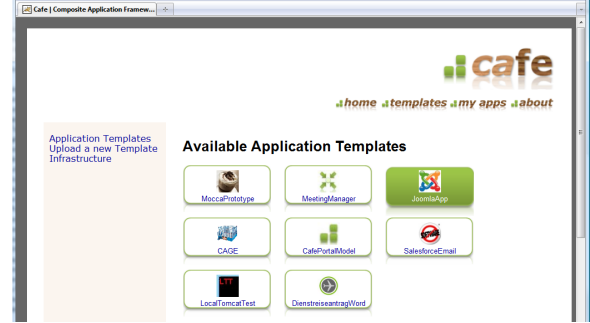 Cafe | Composite Application Framew...
cafe
home templates my apps about
Application Templates
Upload a new Template
Infrastructure
Available Application Templates
MoccaPrototype
MeetingManager
JoomlaApp
CAGE
CafePortalModel
SalesforceEmail
LTT
LocalTomcatTest
DienstreiseantragWord